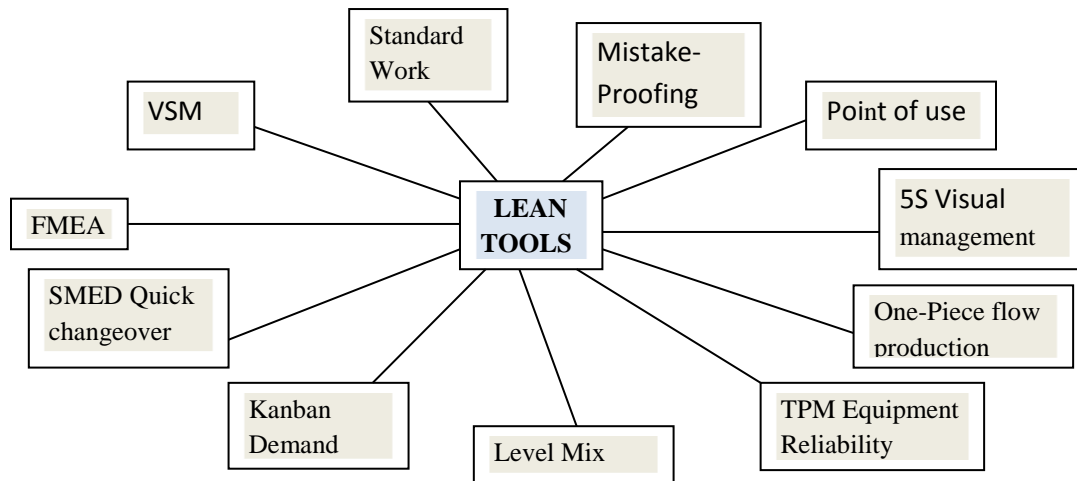 Standard
Work
Mistake-
Proofing
VSM
Point of use
LEAN
TOOLS
5S Visual
management
FMEA
SMED Quick
changeover
One-Piece flow
production
Kanban
Demand
Level Mix
TPM Equipment
Reliability